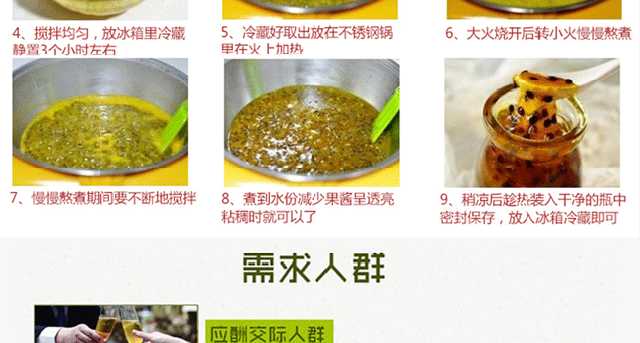 4、搅拌均匀，放冰箱里冷藏
静置3个小时左右
5、冷藏好取出放在不锈钢锅
里在火上加热
6、大火烧开后转小火慢慢熬煮
7、慢慢熬煮期间要不断地搅拌
8、煮到水份减少果酱呈透亮
粘稠时就可以了
9、稍凉后趁热装入干净的瓶中
密封保存，放入冰箱冷藏即可
需求人群
应酬交际人群